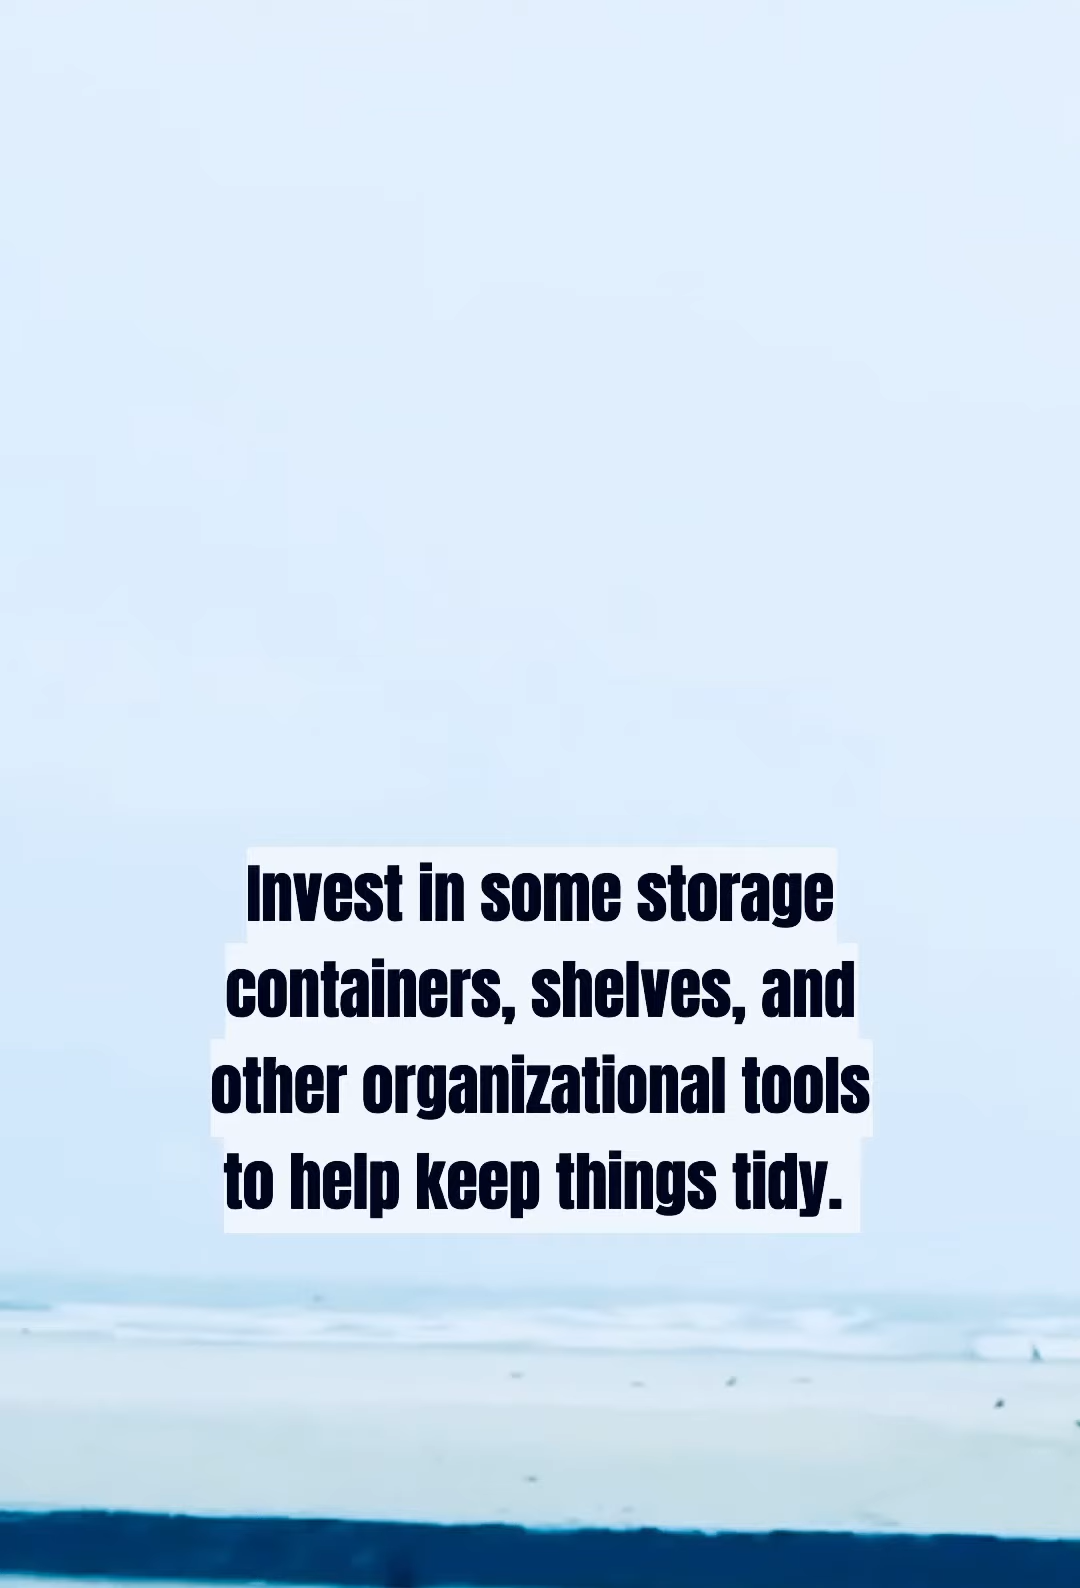 Invest in some storage
containers, shelves, and
other organizational tools
to help keep things tidy.